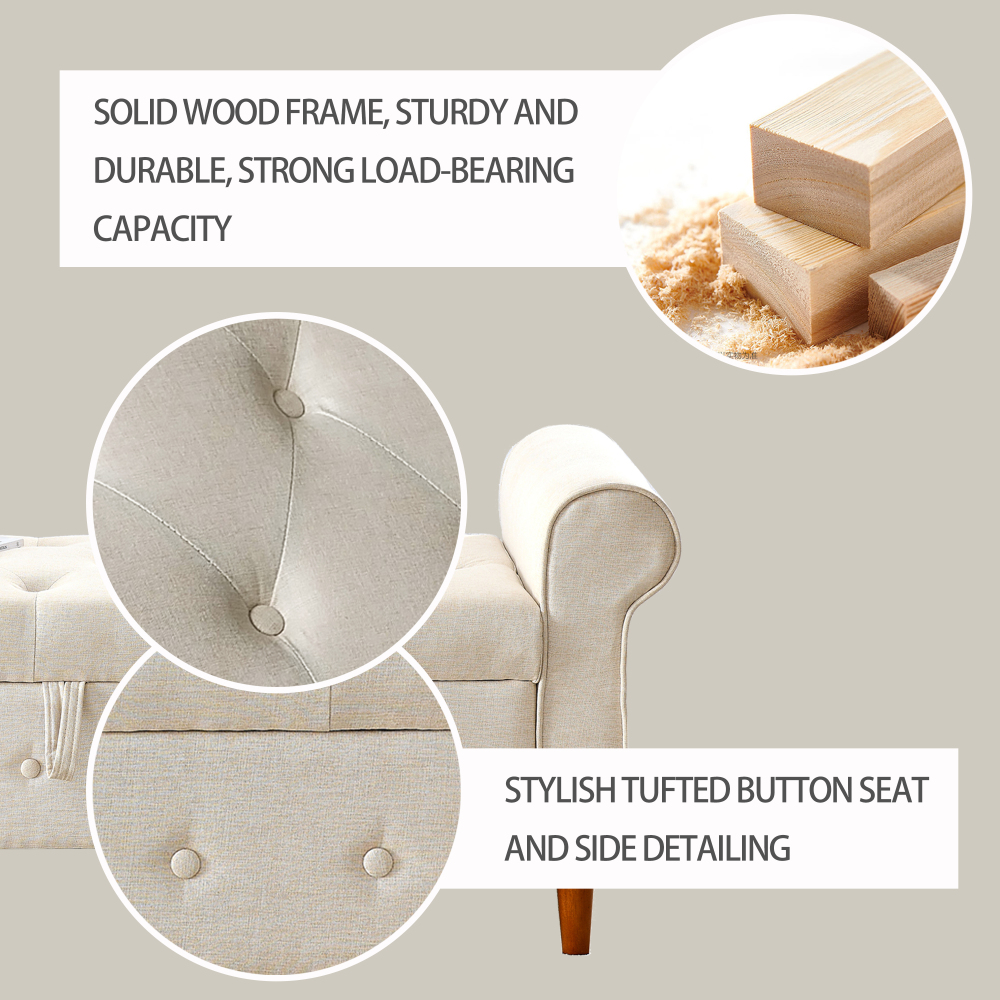 SOLID WOOD FRAME, STURDY AND
DURABLE, STRONG LOAD-BEARING
CAPACITY
STYLISH TUFTED BUTTON SEAT
AND SIDE DETAILING